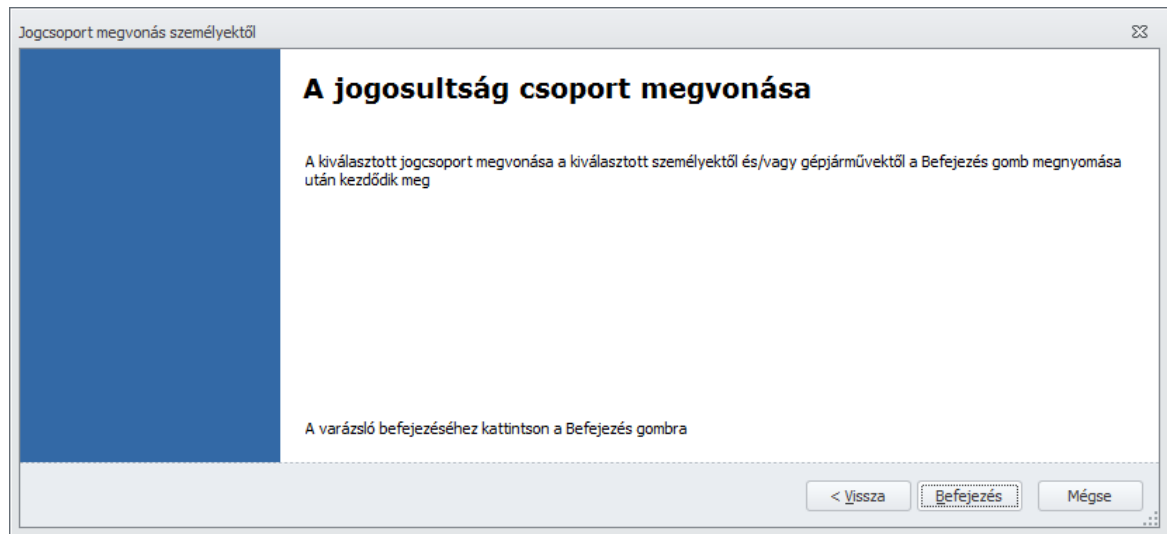 Jogcsoport megvonás személyektől
A jogosultság csoport megvonása
A kiválasztott jogcsoport megvonása a kiválasztott személyektől és/vagy gépjárművektől a Befejezés gomb megnyomása
után kezdődik meg
A varázsló befejezéséhez kattintson a Befejezés gombra
< Vissza Befejezés Mégse